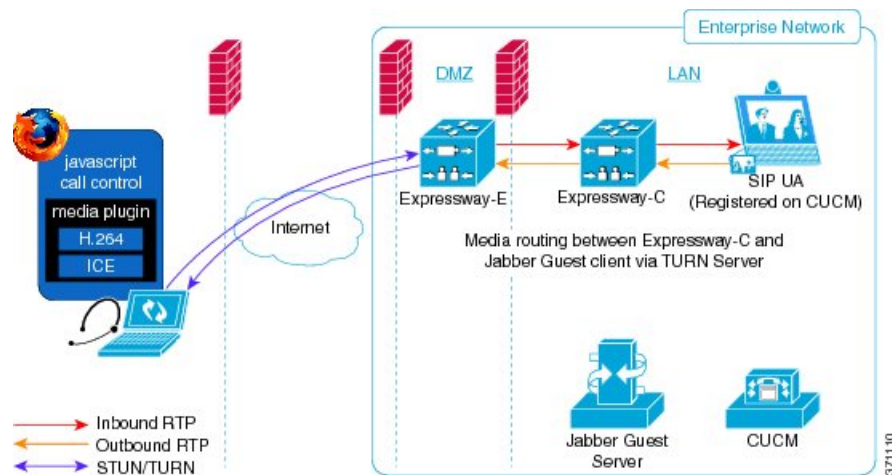 Enterprise Network
DMZ
LAN
javascript
call control
media plugin
H.264
ICE
Internet
Expressway-E
Expressway-C
SIP UA
(Registered on CUCM)
Media routing between Expressway-C and
Jabber Guest client via TURN Server
Inbound RTP
Outbound RTP
STUN/TURN
Jabber Guest
Server
CUCM